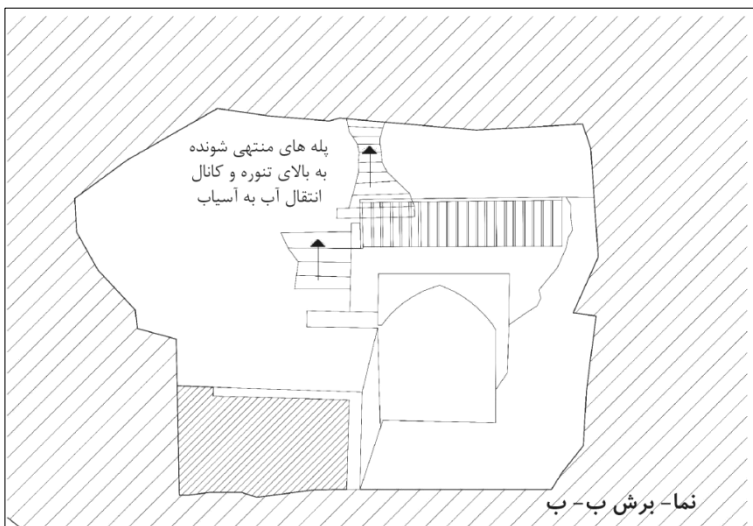 پله های منتهی شونده
به بالای تنوره و کانال
انتقال آب به آسیاب
نما- برش ب- ب